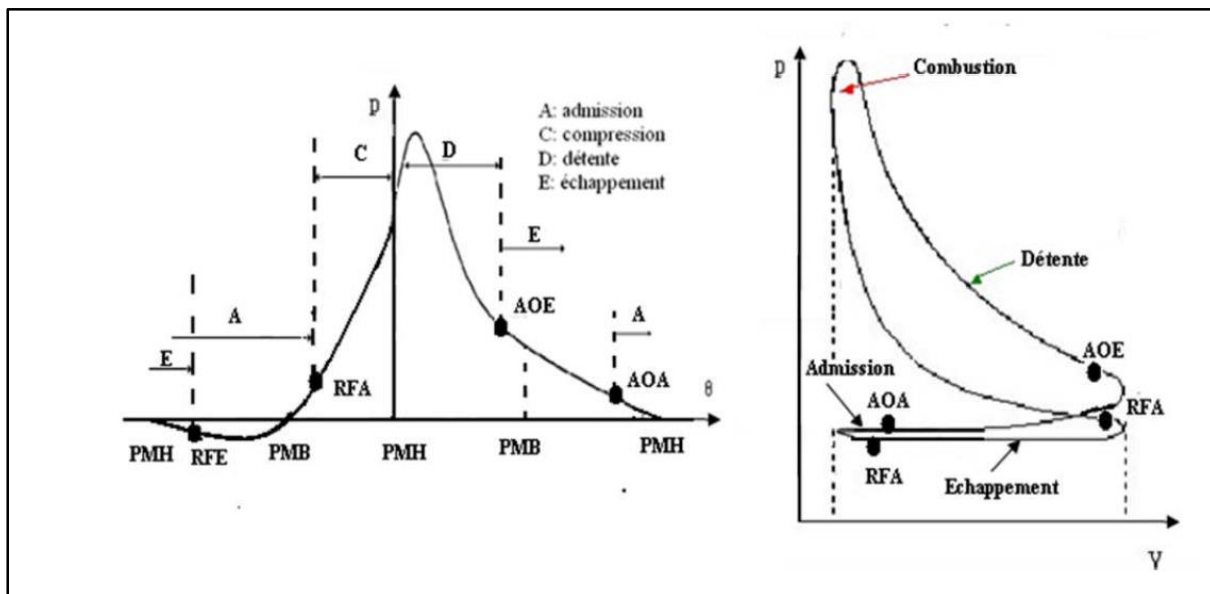 p
A: admission
C: compression
D: détente
E: échappement
C
D
E
A
A
E
AOE
AOA
RFA
θ
PMH
RFE
PMB
PMH
PMB
PMH
p
Combustion
Détente
AOE
Admission
AOA
RFA
RFA
Echappement
V